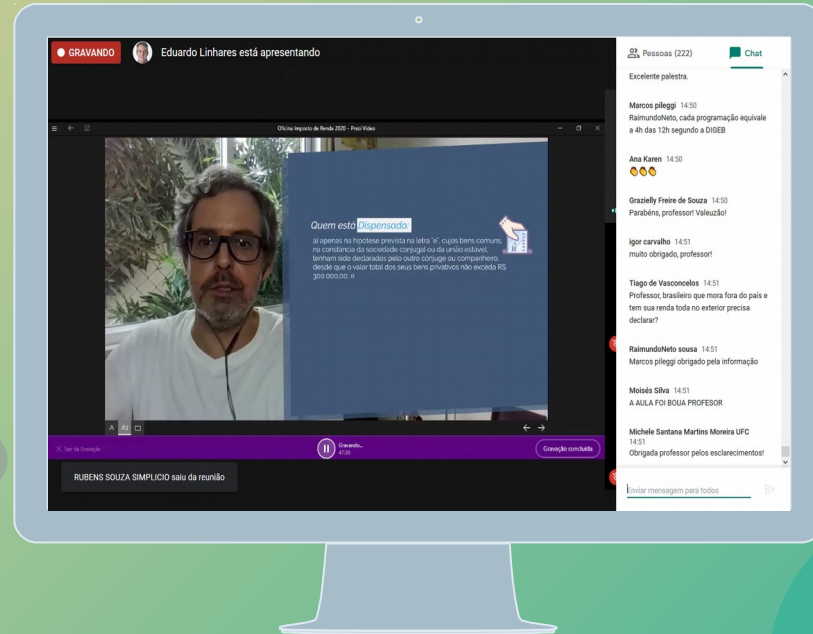 GRAVANDO
Eduardo Linhares está apresentando
Oficina Imposto de Renda 2020 - Prezi Video
Quem está Dispensado:
a) apenas na hipótese prevista na letra "e", cujos bens comuns,
na constância da sociedade conjugal ou da união estável,
tenham sido declarados pelo outro cônjuge ou companheiro,
desde que o valor total dos seus bens privativos não exceda R$
300.000,00; e
Sair da Gravação
Gravando...
47:39
Gravação concluída
RUBENS SOUZA SIMPLICIO saiu da reunião
Pessoas (222)
Chat
Excelente palestra.
Marcos pileggi 14:50
RaimundoNeto, cada programação equivale
a 4h das 12h segundo a DIGEB
Ana Karen 14:50
👏👏👏
Grazielly Freire de Souza 14:50
Parabéns, professor! Valeuzão!
igor carvalho 14:51
muito obrigado, professor!
Tiago de Vasconcelos 14:51
Professor, brasileiro que mora fora do país e
tem sua renda toda no exterior precisa
declarar?
RaimundoNeto sousa 14:51
Marcos pileggi obrigado pela informação
Moisés Silva 14:51
A AULA FOI BOUA PROFESOR
Michele Santana Martins Moreira UFC
14:51
Obrigada professor pelos esclarecimentos!
Enviar mensagem para todos